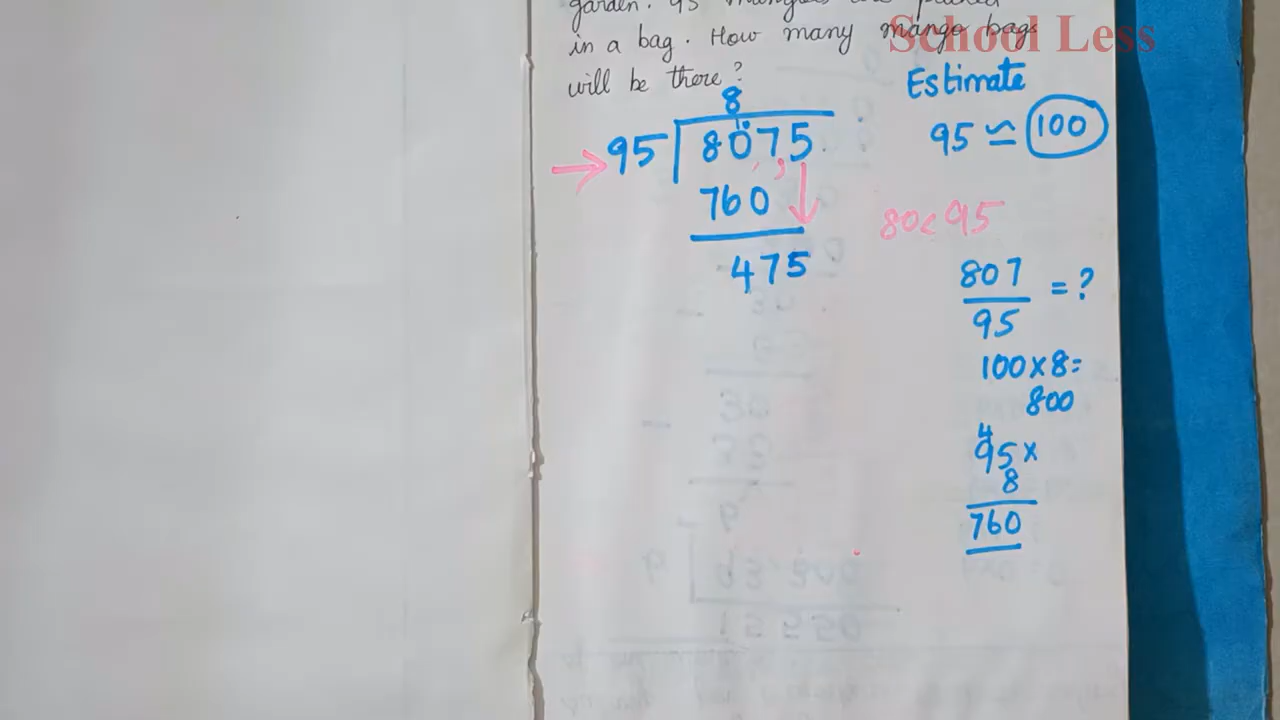 garden. 95 mangoes are packed
in a bag. How many mango bags
will be there?
School Less
Estimate
95 ≃ 100
8
95 8075
760
475
80<95
807
95
= ?
100×8=
800
4
95×
8
760